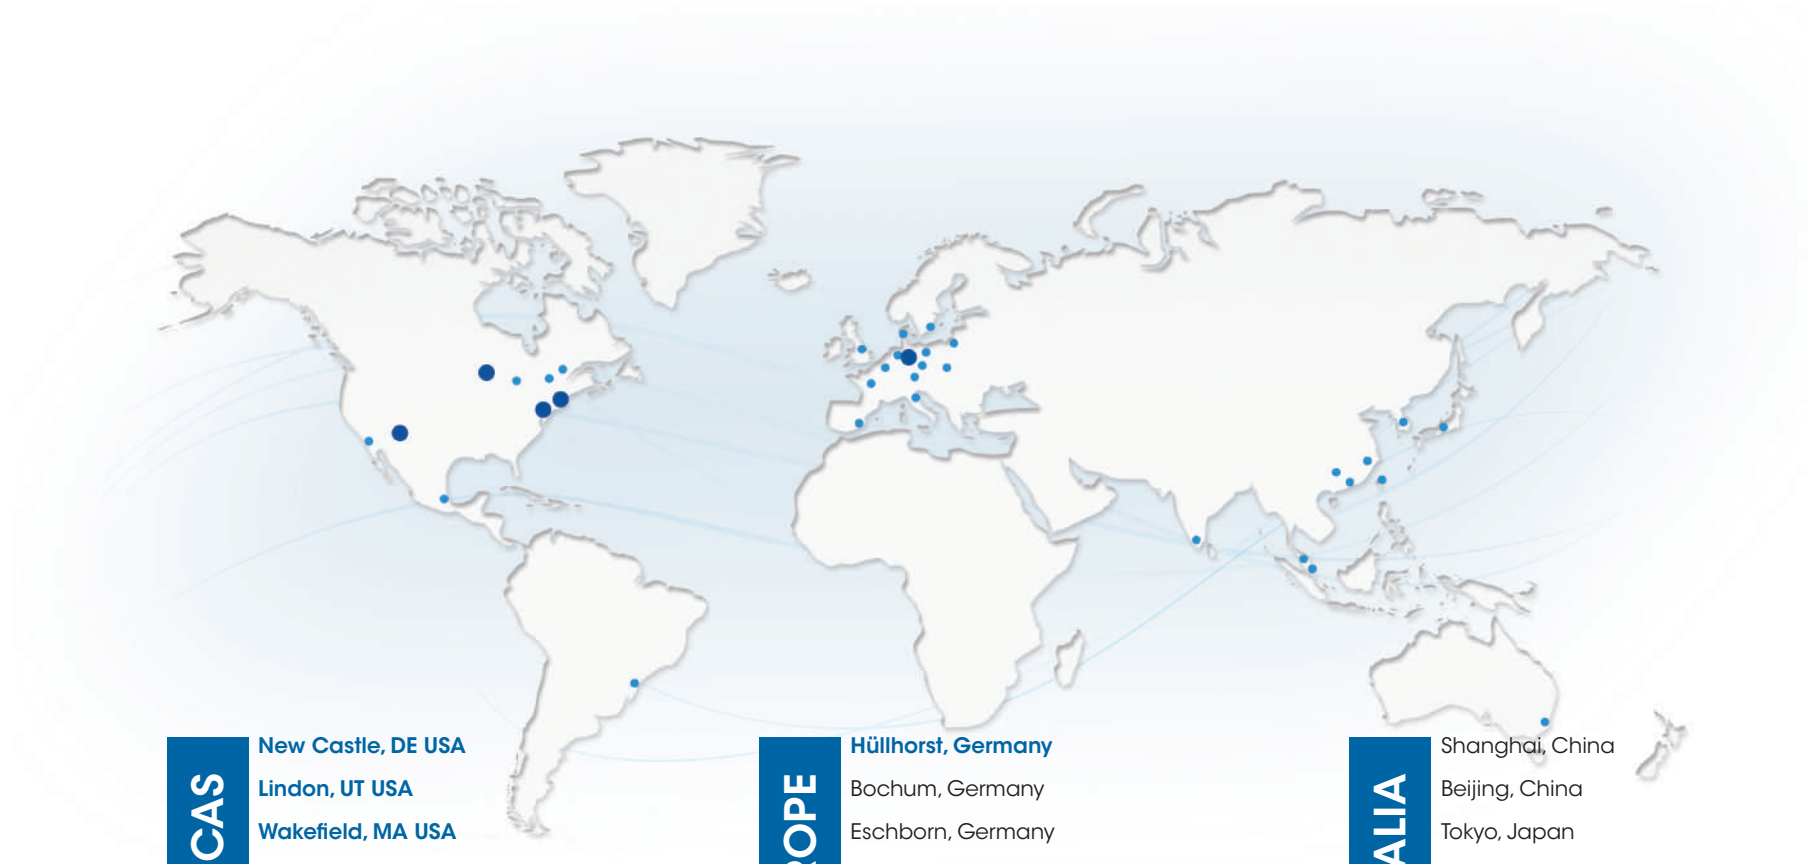 CAS
New Castle, DE USA
Lindon, UT USA
Wakefield, MA USA
OPE
Hüllhorst, Germany
Bochum, Germany
Eschborn, Germany
ALIA
Shanghai, China
Beijing, China
Tokyo, Japan